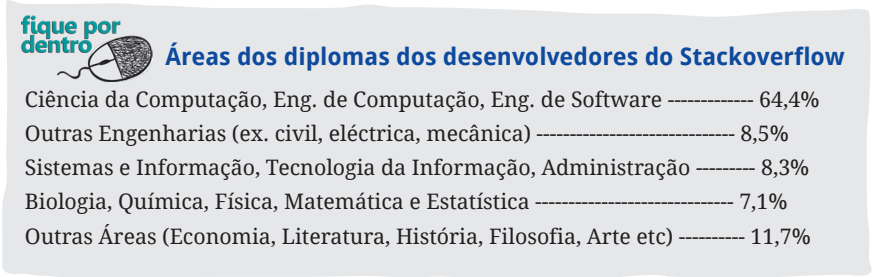 fique por
dentro
Áreas dos diplomas dos desenvolvedores do Stackoverflow
Ciência da Computação, Eng. de Computação, Eng. de Software ------------- 64,4%
Outras Engenharias (ex. civil, eléctrica, mecânica) ------------------------------ 8,5%
Sistemas e Informação, Tecnologia da Informação, Administração --------- 8,3%
Biologia, Química, Física, Matemática e Estatística ------------------------------ 7,1%
Outras Áreas (Economia, Literatura, História, Filosofia, Arte etc) ---------- 11,7%